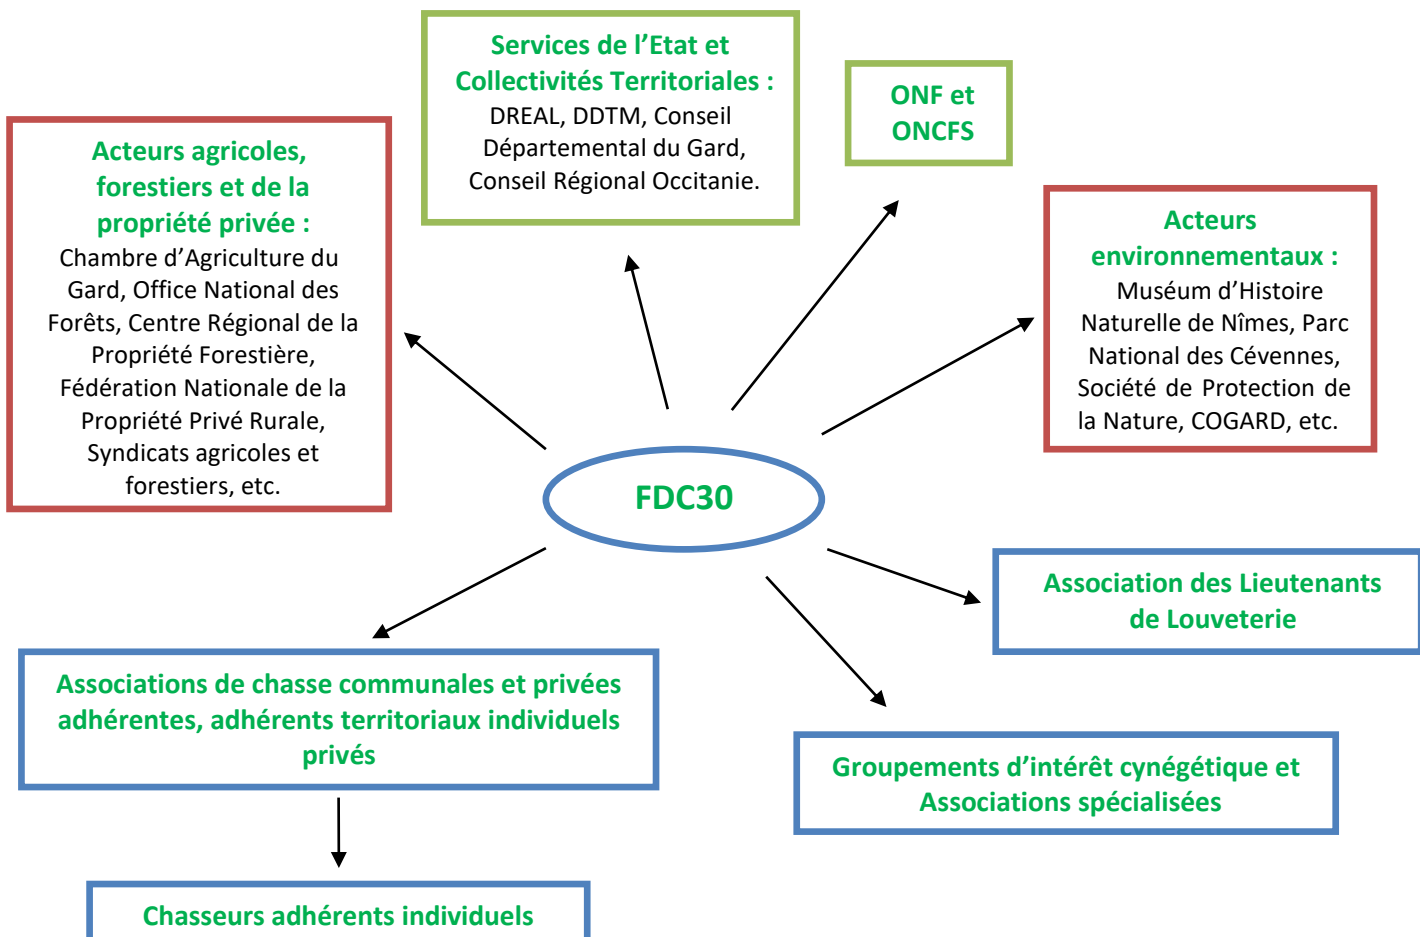 Services de l’Etat et
Collectivités Territoriales :
DREAL, DDTM, Conseil
Départemental du Gard,
Conseil Régional Occitanie.
ONF et
ONCFS
Acteurs agricoles,
forestiers et de la
propriété privée :
Chambre d’Agriculture du
Gard, Office National des
Forêts, Centre Régional de la
Propriété Forestière,
Fédération Nationale de la
Propriété Privé Rurale,
Syndicats agricoles et
forestiers, etc.
Acteurs
environnementaux :
Muséum d’Histoire
Naturelle de Nîmes, Parc
National des Cévennes,
Société de Protection de
la Nature, COGARD, etc.
FDC30
Association des Lieutenants
de Louveterie
Associations de chasse communales et privées
adhérentes, adhérents territoriaux individuels
privés
Groupements d’intérêt cynégétique et
Associations spécialisées
Chasseurs adhérents individuels